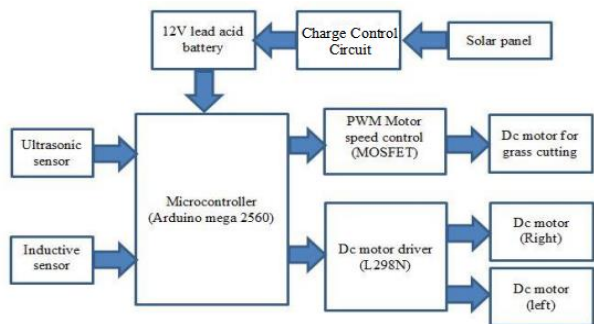 12V lead acid
battery
Charge Control
Circuit
Solar panel
Ultrasonic
sensor
Inductive
sensor
Microcontroller
(Arduino mega 2560)
PWM Motor
speed control
(MOSFET)
Dc motor for
grass cutting
Dc motor driver
(L298N)
Dc motor
(Right)
Dc motor
(left)